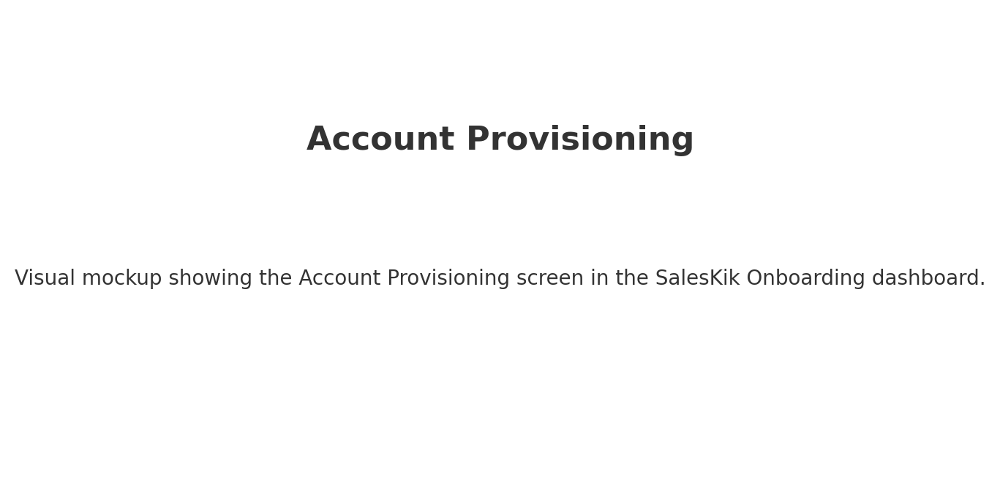 Account Provisioning
Visual mockup showing the Account Provisioning screen in the SalesKik Onboarding dashboard.